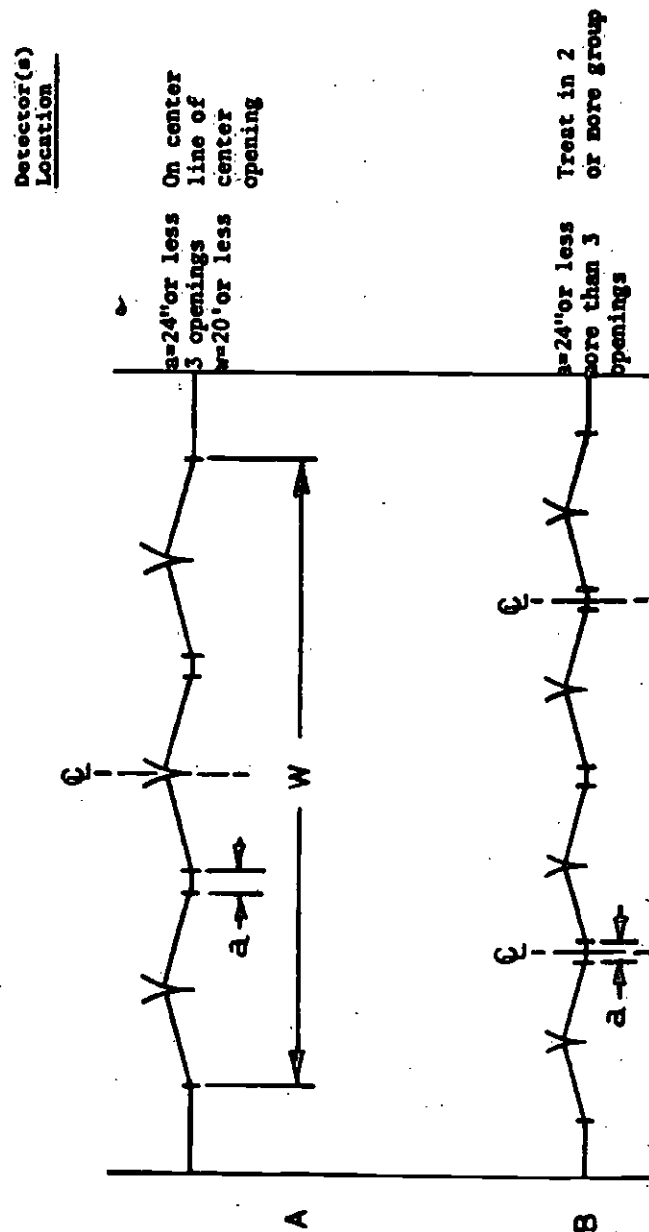 Detector(s)
Location
a=24"or less On center
3 openings line of
w=20'or less center
opening
℄
W
a
A
a=24"or less Treat in 2
more than 3 or more group
openings
℄
℄
a
B